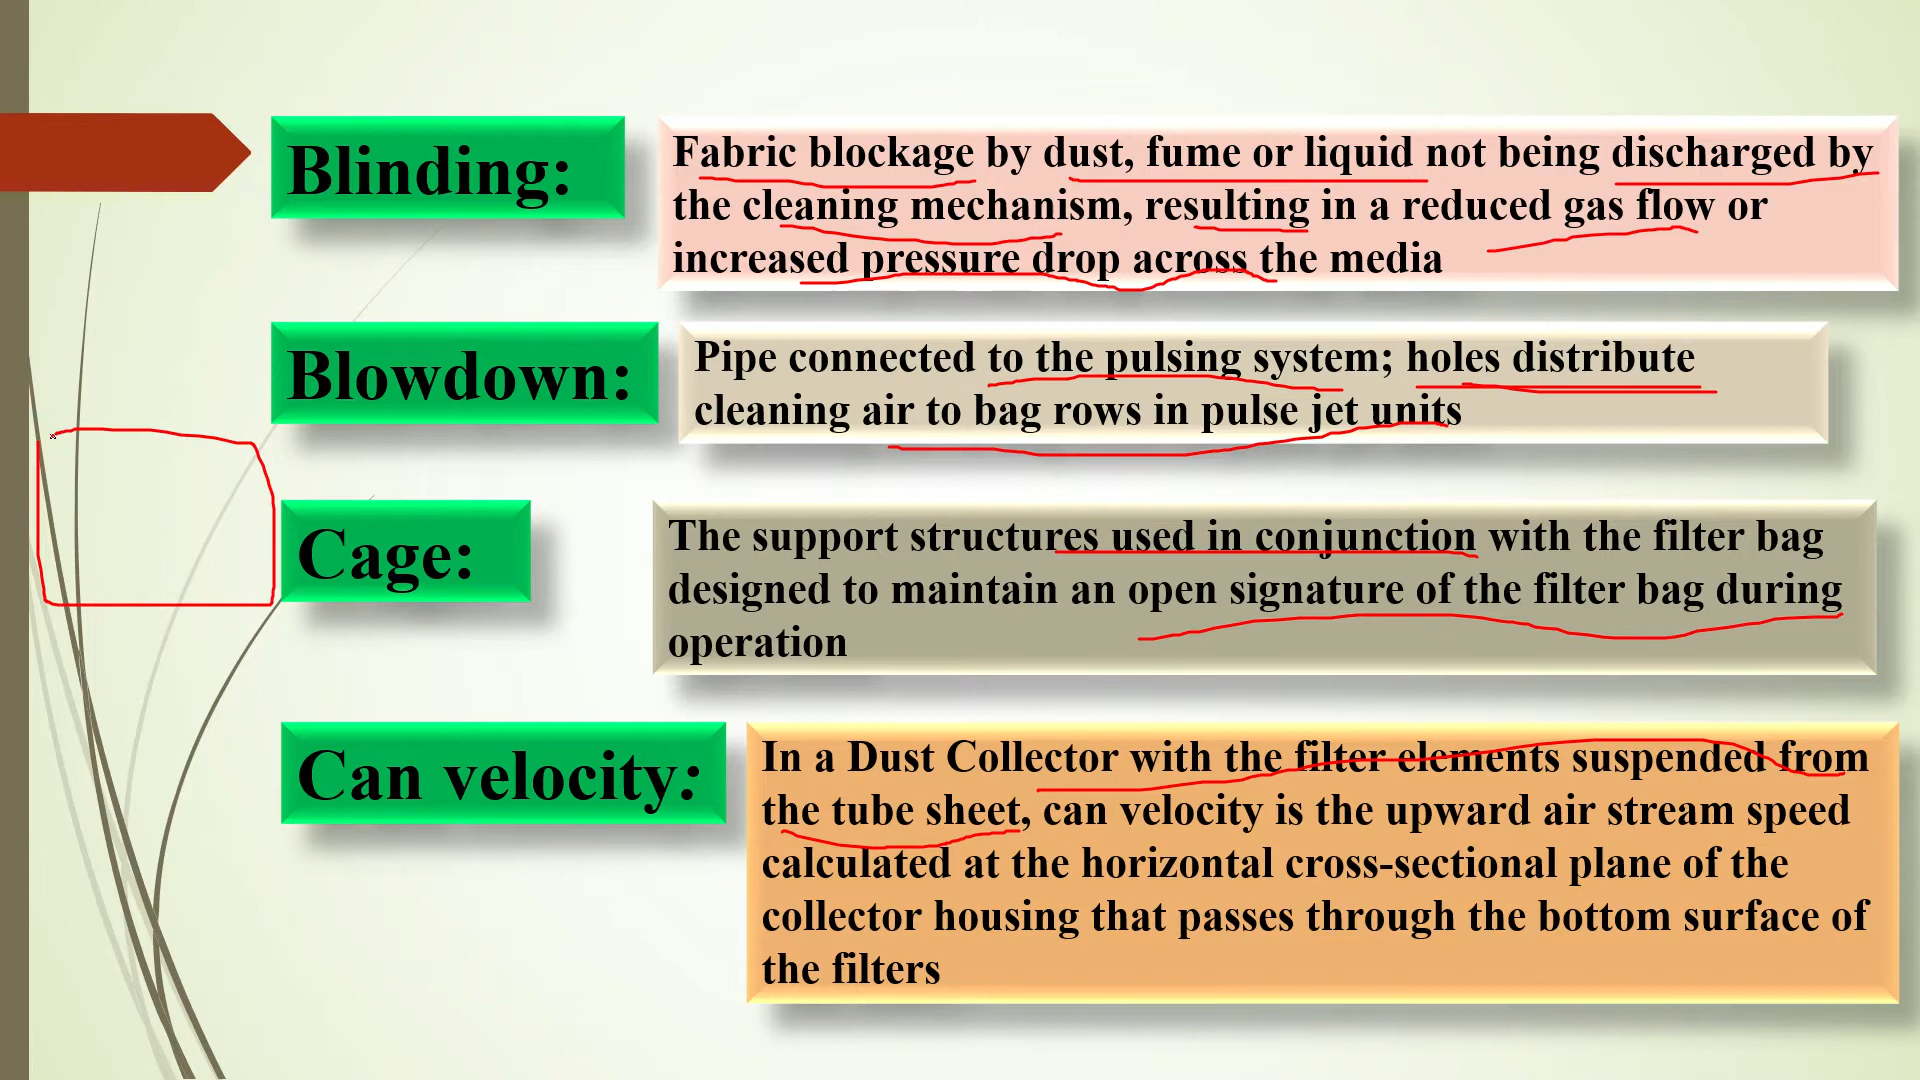 Blinding:
Fabric blockage by dust, fume or liquid not being discharged by
the cleaning mechanism, resulting in a reduced gas flow or
increased pressure drop across the media
Blowdown:
Pipe connected to the pulsing system; holes distribute
cleaning air to bag rows in pulse jet units
Cage:
The support structures used in conjunction with the filter bag
designed to maintain an open signature of the filter bag during
operation
Can velocity:
In a Dust Collector with the filter elements suspended from
the tube sheet, can velocity is the upward air stream speed
calculated at the horizontal cross-sectional plane of the
collector housing that passes through the bottom surface of
the filters